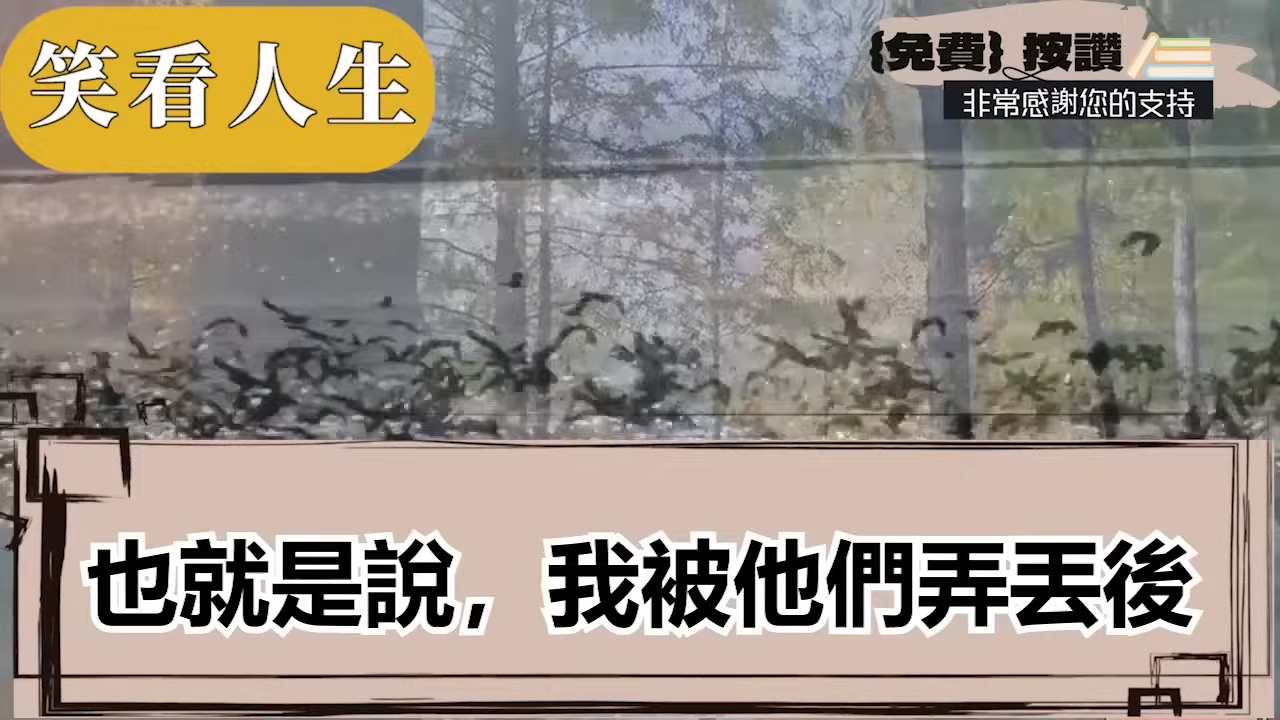 笑看人生
{免費} 按讚
非常感謝您的支持
也就是說，我被他們弄丟後